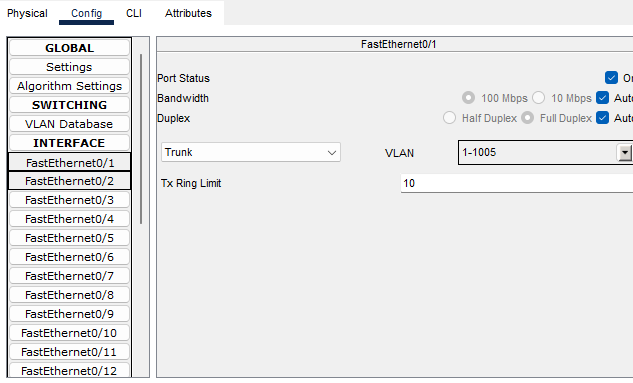 Physical Config CLI Attributes
GLOBAL
Settings
Algorithm Settings
SWITCHING
VLAN Database
INTERFACE
FastEthernet0/1
FastEthernet0/2
FastEthernet0/3
FastEthernet0/4
FastEthernet0/5
FastEthernet0/6
FastEthernet0/7
FastEthernet0/8
FastEthernet0/9
FastEthernet0/10
FastEthernet0/11
FastEthernet0/12
FastEthernet0/1
Port Status On
Bandwidth 100 Mbps 10 Mbps Auto
Duplex Half Duplex Full Duplex Auto
Trunk VLAN 1-1005
Tx Ring Limit 10